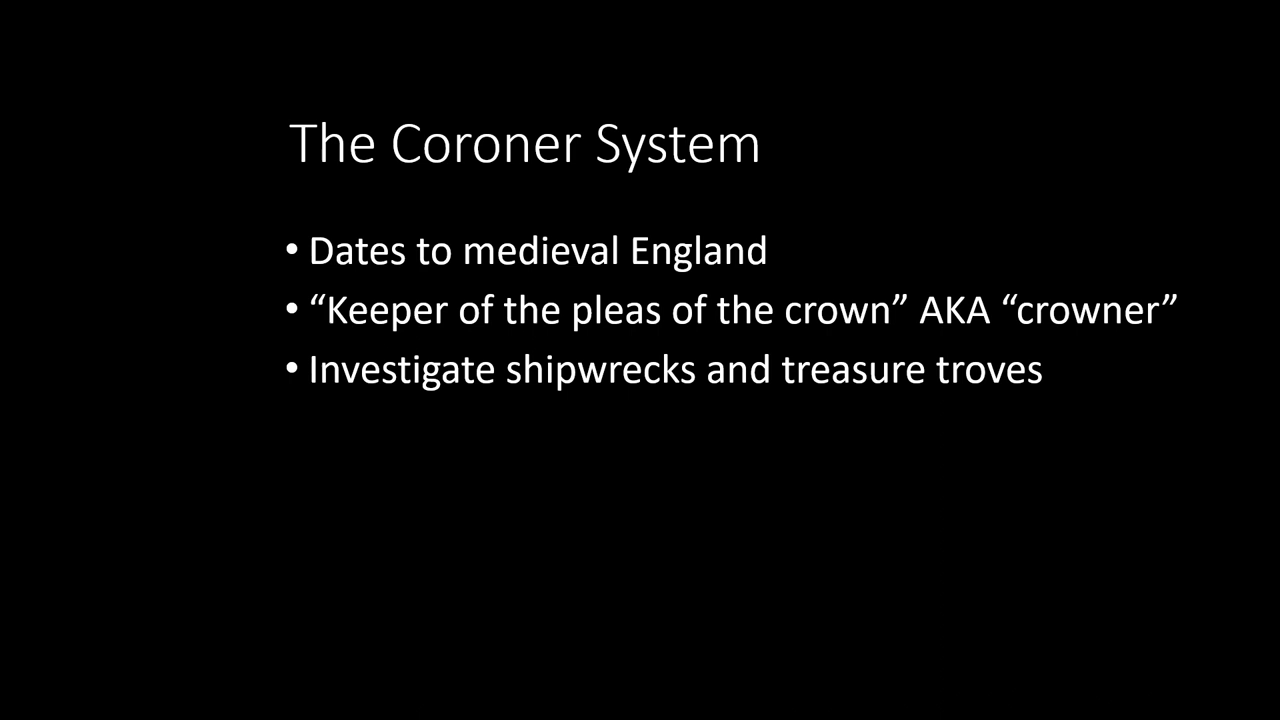 The Coroner System
• Dates to medieval England
• “Keeper of the pleas of the crown” AKA “crowner”
• Investigate shipwrecks and treasure troves